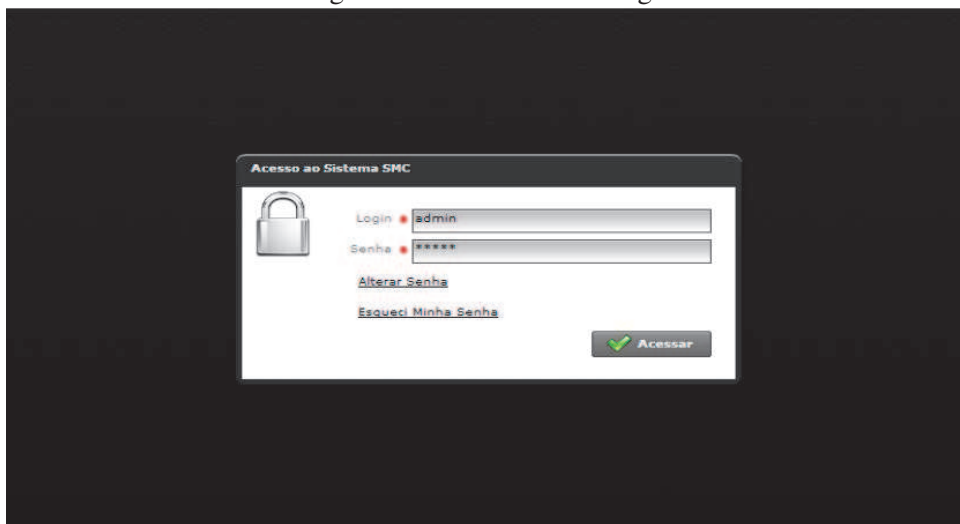 Acesso ao Sistema SMC
Login admin
Senha *****
Alterar Senha
Esqueci Minha Senha
Acessar